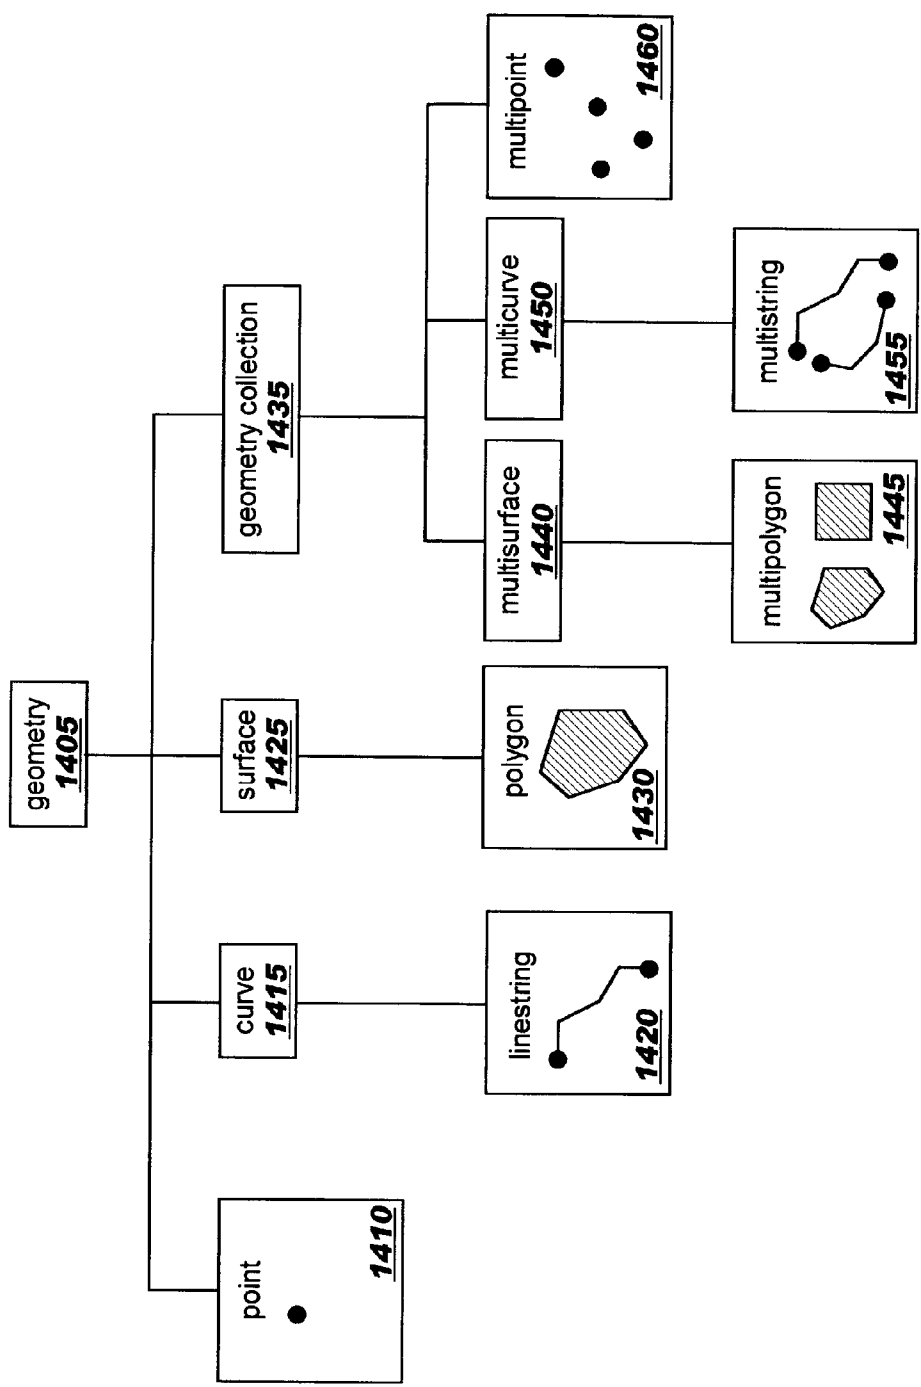 geometry
1405
point
1410
curve
1415
surface
1425
geometry collection
1435
linestring
1420
polygon
1430
multisurface
1440
multicurve
1450
multipoint
1460
multipolygon
1445
multistring
1455